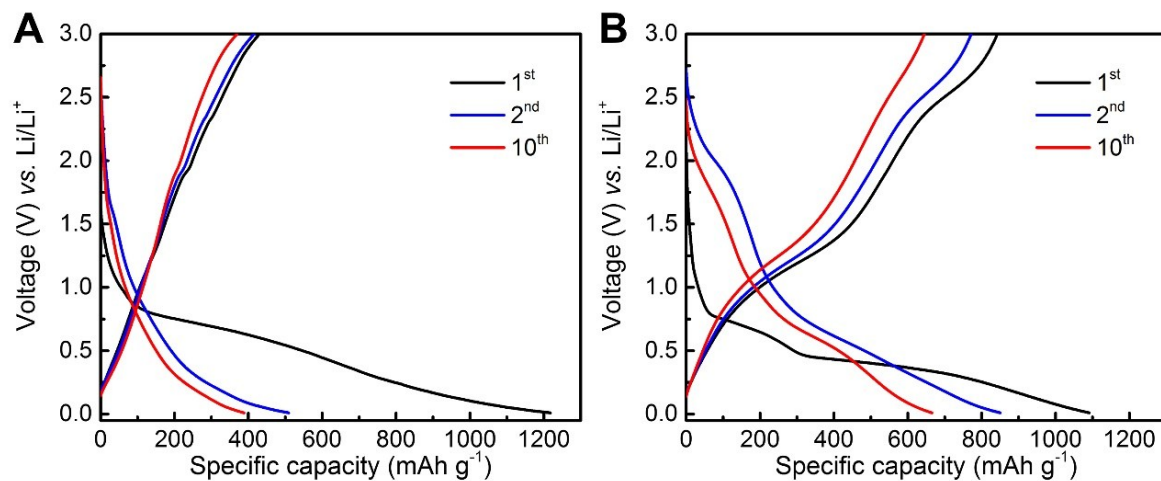 A
3.0
2.5
2.0
1.5
1.0
0.5
0.0
Voltage (V) vs. Li/Li⁺
1ˢᵗ
2ⁿᵈ
10ᵗʰ
0 200 400 600 800 1000 1200
Specific capacity (mAh g⁻¹)
B
3.0
2.5
2.0
1.5
1.0
0.5
0.0
Voltage (V) vs. Li/Li⁺
1ˢᵗ
2ⁿᵈ
10ᵗʰ
0 200 400 600 800 1000 1200
Specific capacity (mAh g⁻¹)